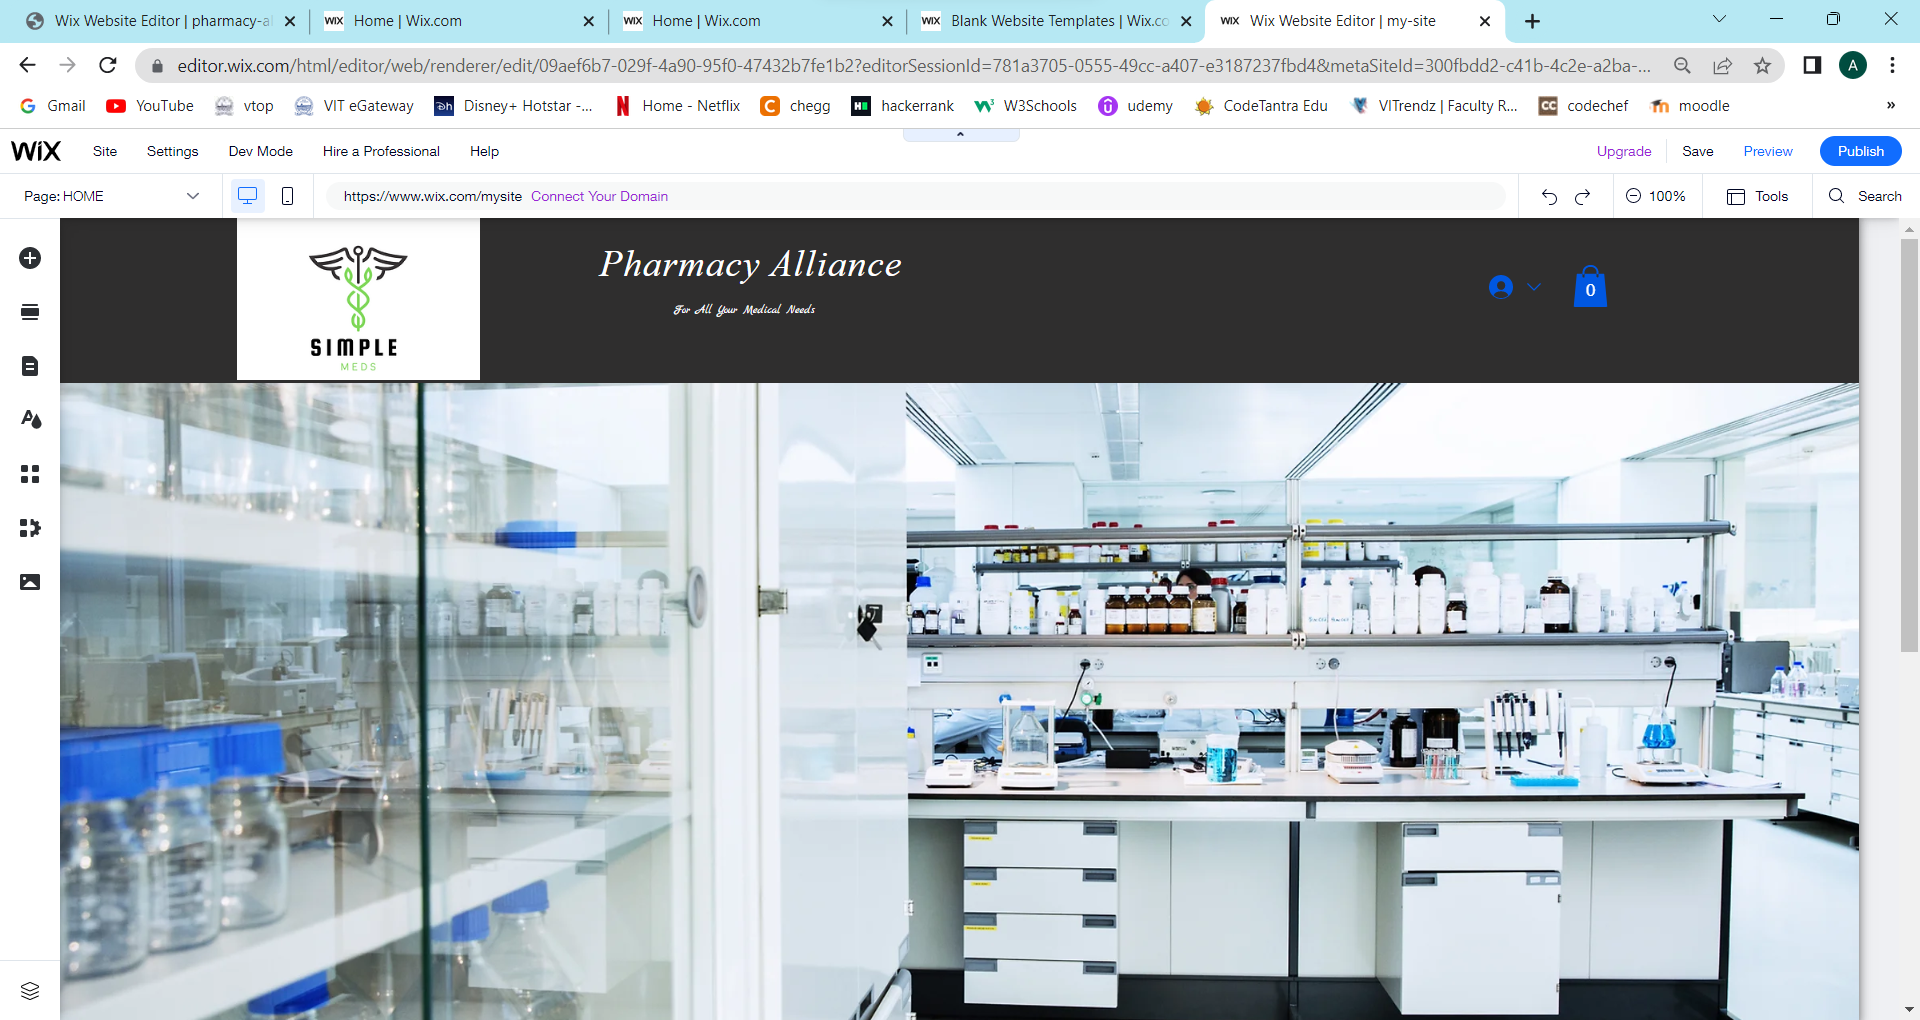 Wix Website Editor | pharmacy-al
WIX Home | Wix.com
WIX Home | Wix.com
WIX Blank Website Templates | Wix.co
WIX Wix Website Editor | my-site
editor.wix.com/html/editor/web/renderer/edit/09aef6b7-029f-4a90-95f0-47432b7fe1b2?editorSessionId=781a3705-0555-49cc-a407-e3187237fbd4&metaSiteId=300fbdd2-c41b-4c2e-a2ba-...
A
Gmail YouTube vtop VIT eGateway Disney+ Hotstar -... Home - Netflix chegg hackerrank W3Schools udemy CodeTantra Edu VITrendz | Faculty R... codechef moodle »
WiX Site Settings Dev Mode Hire a Professional Help Upgrade Save Preview Publish
Page: HOME https://www.wix.com/mysite Connect Your Domain 100% Tools Search
Pharmacy Alliance
For All Your Medical Needs
0
SIMPLE
MEDS